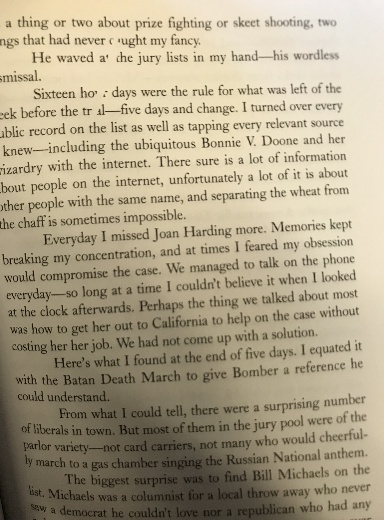 a thing or two about prize fighting or skeet shooting, two
ngs that had never caught my fancy.
He waved at the jury lists in my hand—his wordless
smissal.
Sixteen hour days were the rule for what was left of the
eek before the trial—five days and change. I turned over every
ublic record on the list as well as tapping every relevant source
knew—including the ubiquitous Bonnie V. Doone and her
izardry with the internet. There sure is a lot of information
bout people on the internet, unfortunately a lot of it is about
other people with the same name, and separating the wheat from
the chaff is sometimes impossible.
Everyday I missed Joan Harding more. Memories kept
breaking my concentration, and at times I feared my obsession
would compromise the case. We managed to talk on the phone
everyday—so long at a time I couldn't believe it when I looked
at the clock afterwards. Perhaps the thing we talked about most
was how to get her out to California to help on the case without
costing her her job. We had not come up with a solution.
Here's what I found at the end of five days. I equated it
with the Batan Death March to give Bomber a reference he
could understand.
From what I could tell, there were a surprising number
of liberals in town. But most of them in the jury pool were of the
parlor variety—not card carriers, not many who would cheerful-
ly march to a gas chamber singing the Russian National anthem.
The biggest surprise was to find Bill Michaels on the
list. Michaels was a columnist for a local throw away who never
saw a democrat he couldn't love nor a republican who had any